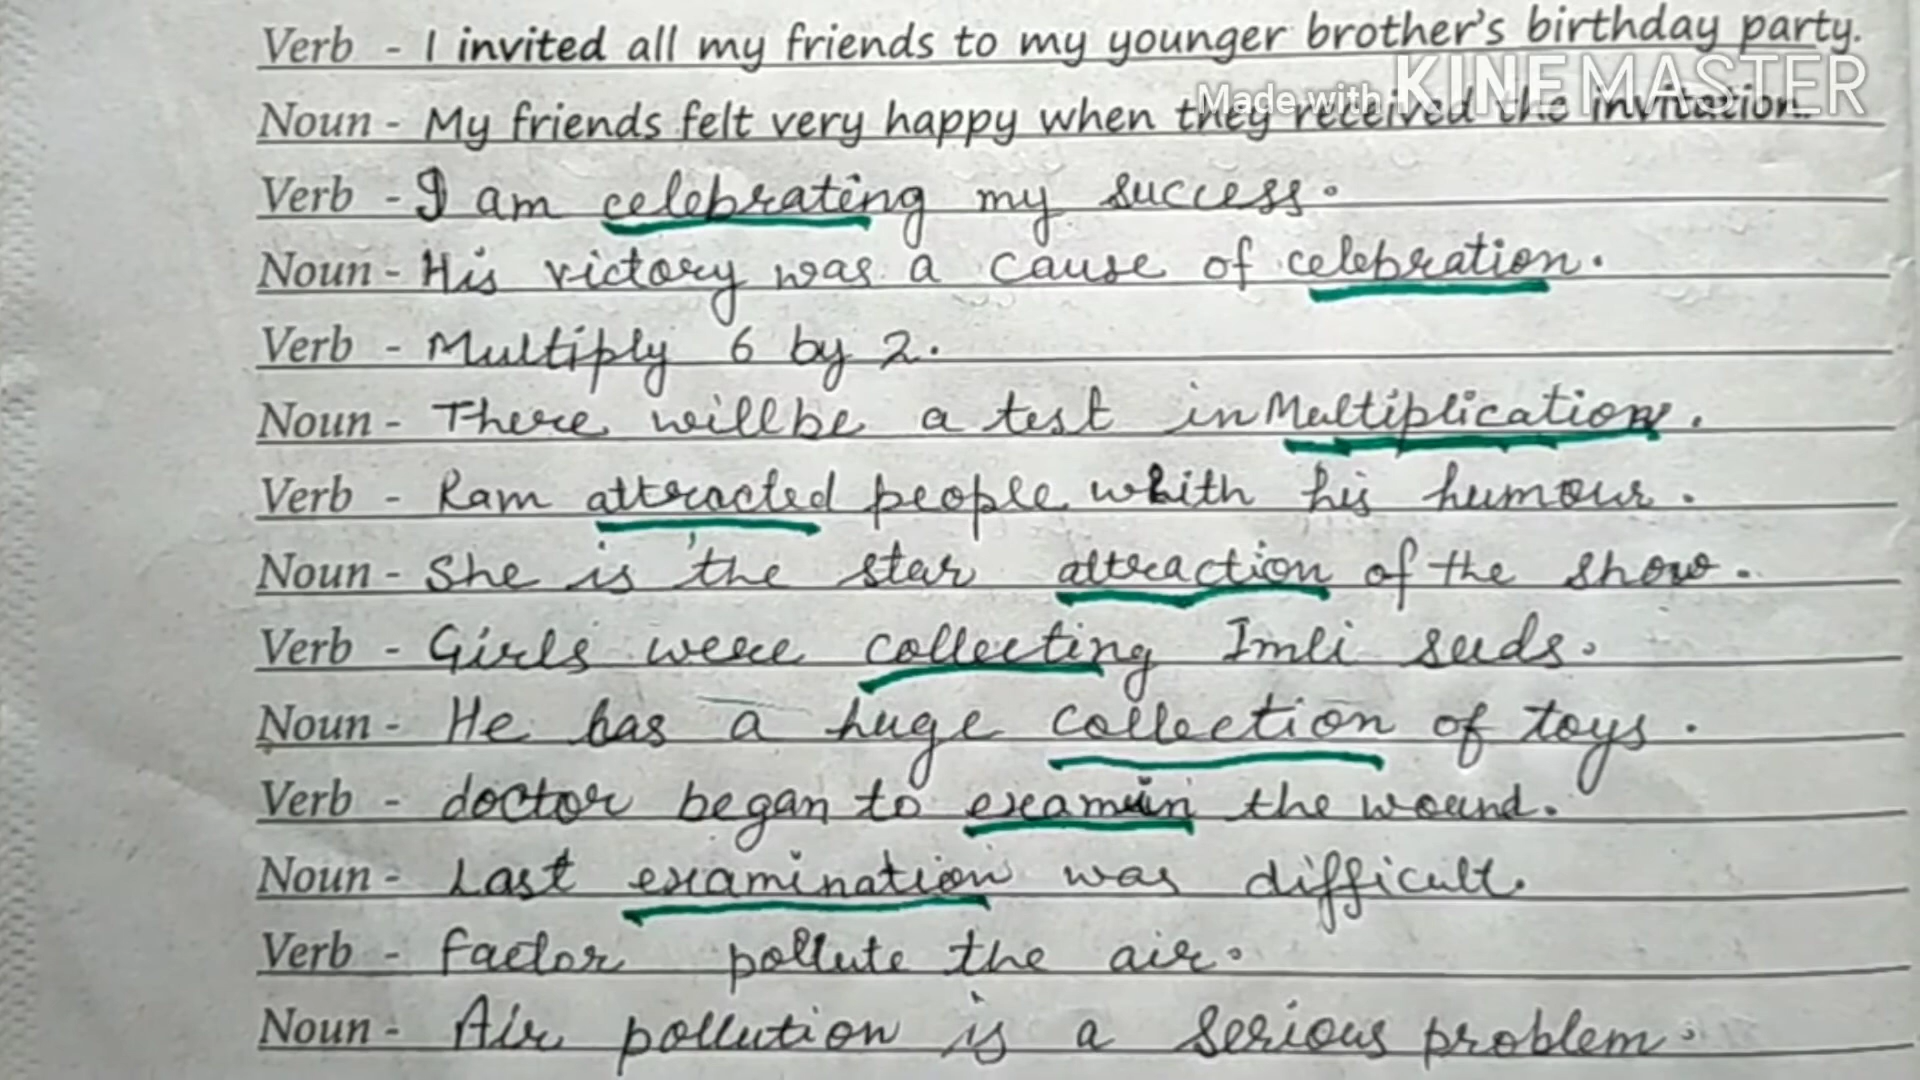 Verb - I invited all my friends to my younger brother's birthday party.
Made with KINEMASTER
Noun - My friends felt very happy when they received the invitation.
Verb - I am celebrating my success.
Noun - His victory was a cause of celebration.
Verb - Multiply 6 by 2.
Noun - There will be a test in Multiplication.
Verb - Ram attracted people whith his humour.
Noun - She is the star attraction of the show.
Verb - Girls were collecting Imli seeds.
Noun - He has a huge collection of toys.
Verb - doctor began to examin the wound.
Noun - Last examination was difficult.
Verb - Factor pollute the air.
Noun - Air pollution is a serious problem.